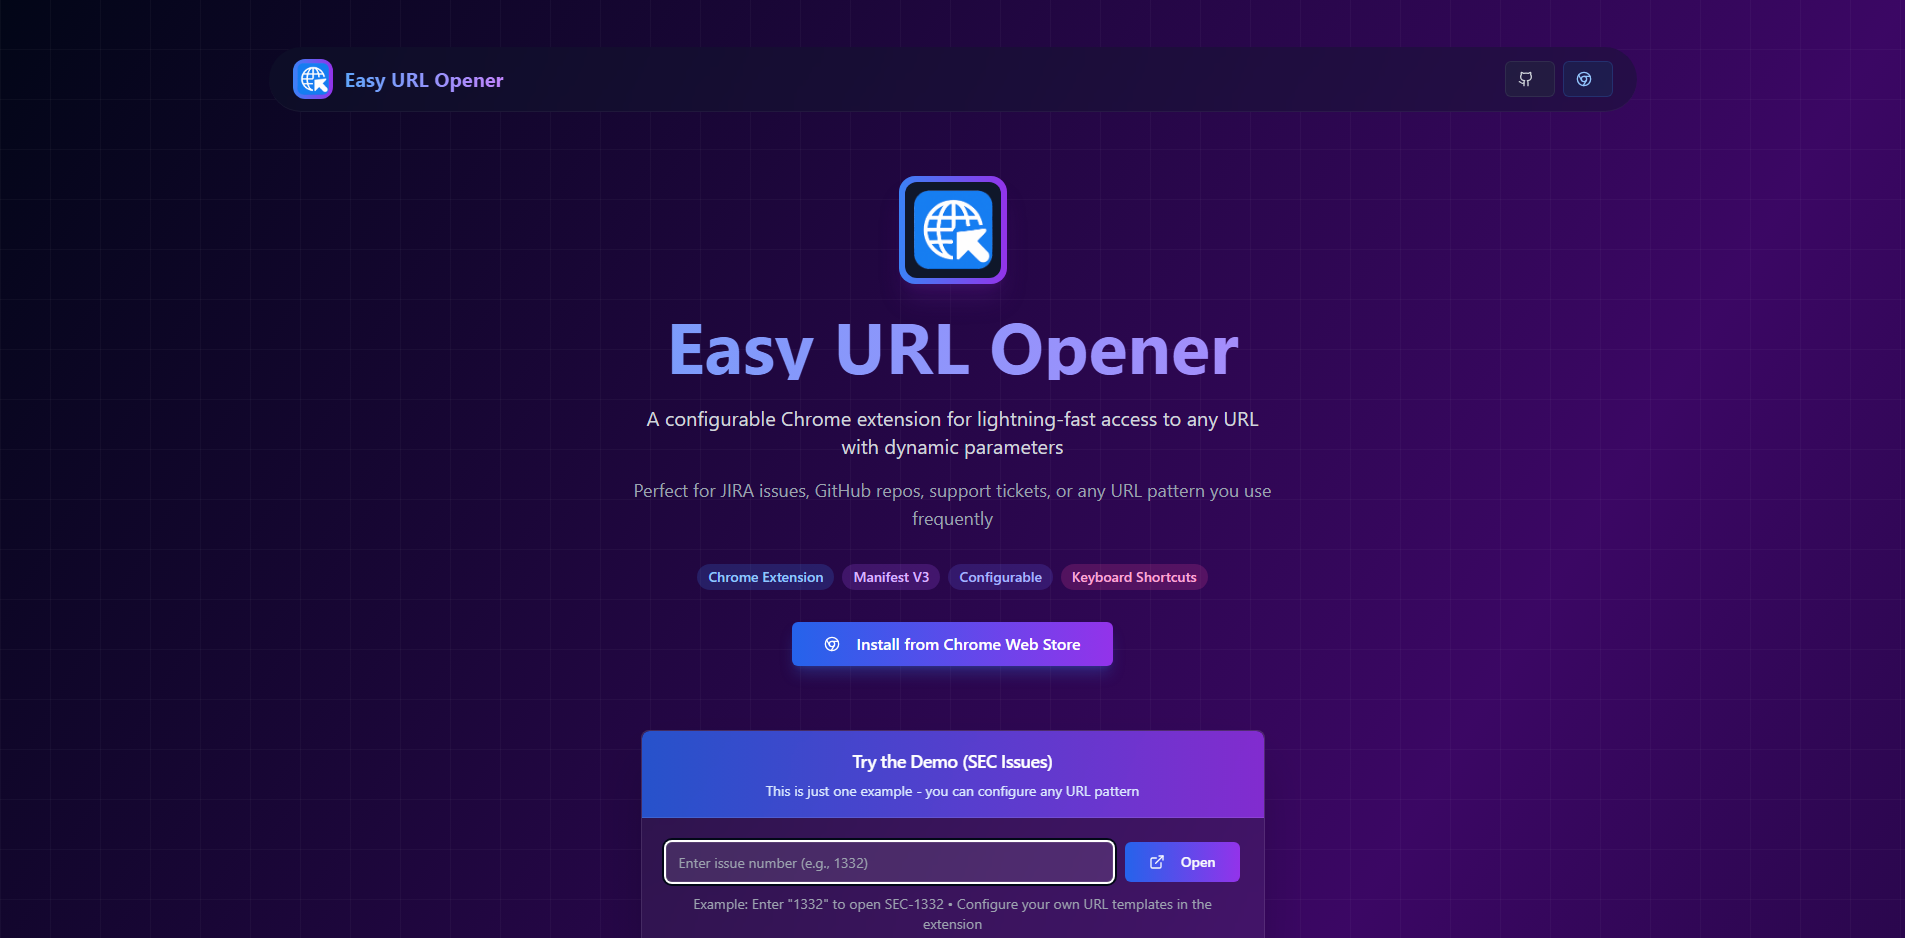 Easy URL Opener
Easy URL Opener
A configurable Chrome extension for lightning-fast access to any URL
with dynamic parameters
Perfect for JIRA issues, GitHub repos, support tickets, or any URL pattern you use
frequently
Chrome Extension
Manifest V3
Configurable
Keyboard Shortcuts
Install from Chrome Web Store
Try the Demo (SEC Issues)
This is just one example - you can configure any URL pattern
Enter issue number (e.g., 1332)
Open
Example: Enter "1332" to open SEC-1332 • Configure your own URL templates in the
extension